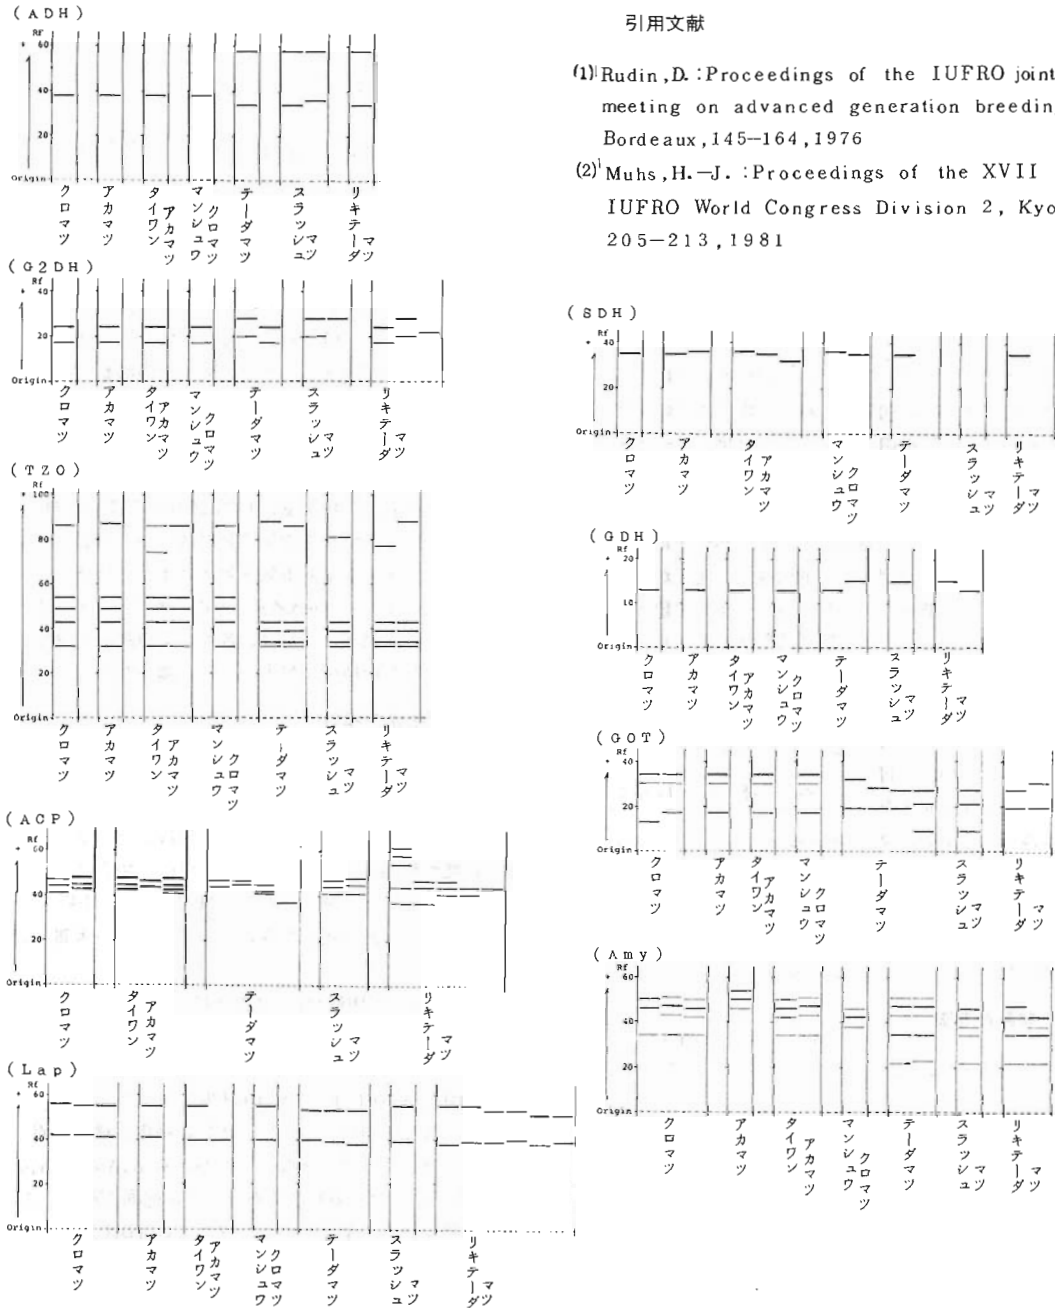 (ADH)
Rf
+ 60
40
20
Origin
クロマツ
アカマツ
タイワンアカマツ
マンシュウクロマツ
テーダマツ
スラッシュマツ
リキテーダマツ
(G2DH)
Rf
+ 40
20
Origin
クロマツ
アカマツ
タイワンアカマツ
マンシュウクロマツ
テーダマツ
スラッシュマツ
リキテーダマツ
(TZO)
Rf
+ 100
80
60
40
20
Origin
クロマツ
アカマツ
タイワンアカマツ
マンシュウクロマツ
テーダマツ
スラッシュマツ
リキテーダマツ
(ACP)
Rf
+ 60
40
20
Origin
クロマツ
タイワンアカマツ
テーダマツ
スラッシュマツ
リキテーダマツ
(Lap)
Rf
+ 60
40
20
Origin
クロマツ
アカマツ
タイワンアカマツ
マンシュウクロマツ
テーダマツ
スラッシュマツ
リキテーダマツ
引用文献
(1) Rudin, D. : Proceedings of the IUFRO joint
meeting on advanced generation breedin
Bordeaux, 145–164, 1976
(2) Muhs, H.–J. : Proceedings of the XVII
IUFRO World Congress Division 2, Kyo
205–213, 1981
(SDH)
Rf
+ 40
20
Origin
クロマツ
アカマツ
タイワンアカマツ
マンシュウクロマツ
テーダマツ
スラッシュマツ
リキテーダマツ
(GDH)
Rf
+ 20
10
Origin
クロマツ
アカマツ
タイワンアカマツ
マンシュウクロマツ
テーダマツ
スラッシュマツ
リキテーダマツ
(GOT)
Rf
+ 40
20
Origin
クロマツ
アカマツ
タイワンアカマツ
マンシュウクロマツ
テーダマツ
スラッシュマツ
リキテーダマツ
(Amy)
Rf
+ 60
40
20
Origin
クロマツ
アカマツ
タイワンアカマツ
マンシュウクロマツ
テーダマツ
スラッシュマツ
リキテーダマツ